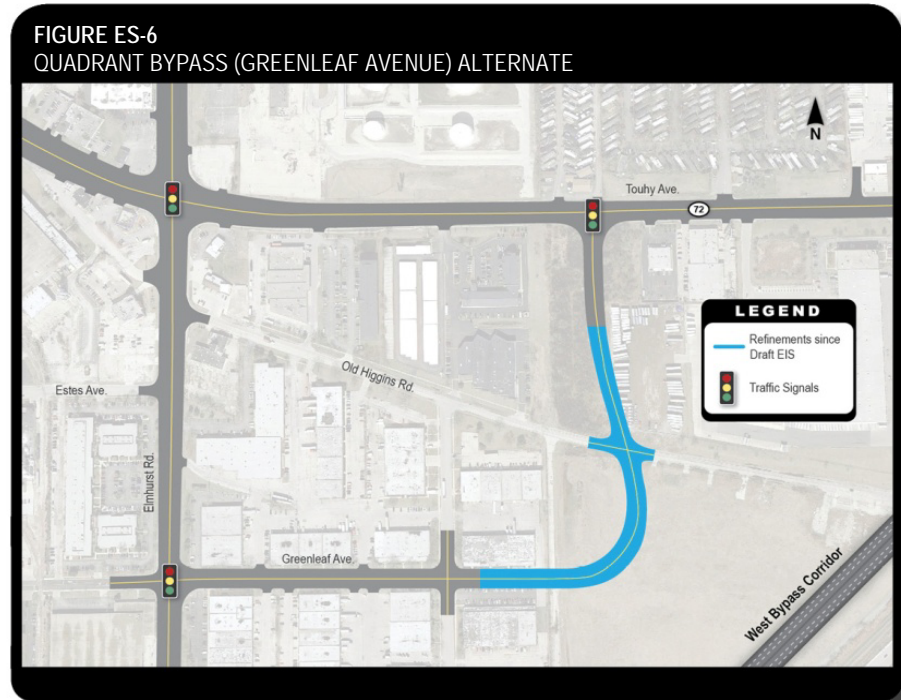 FIGURE ES-6
QUADRANT BYPASS (GREENLEAF AVENUE) ALTERNATE
N
Touhy Ave.
72
LEGEND
Refinements since
Draft EIS
Traffic Signals
Old Higgins Rd.
Estes Ave.
Elmhurst Rd.
Greenleaf Ave.
West Bypass Corridor